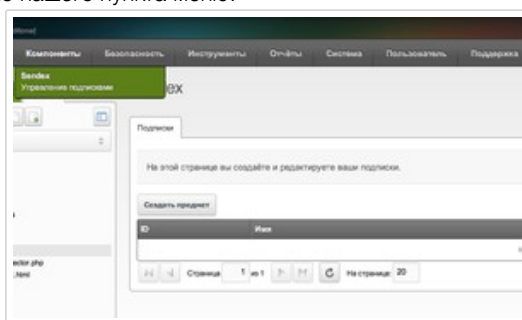 нашего пункта меню.
Компоненты Безопасность Инструменты Отчёты Система Пользователь Поддержка
Sendex
Управление подписками
ex
Подписки
На этой странице вы создаёте и редактируете ваши подписки.
Создать предмет
ID Имя
Страница 1 из 1 На странице: 20
ector.php
.html